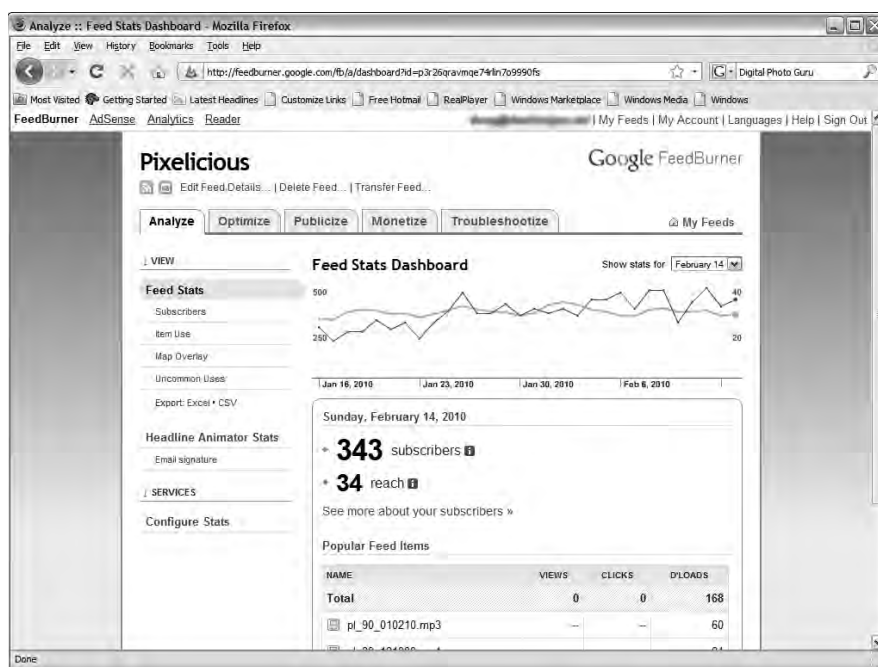 Analyze :: Feed Stats Dashboard - Mozilla Firefox
File Edit View History Bookmarks Tools Help
http://feedburner.google.com/fb/a/dashboard?id=p3r26qravmqe74rlin7o9990fs
G Digital Photo Guru
Most Visited Getting Started Latest Headlines Customize Links Free Hotmail RealPlayer Windows Marketplace Windows Media Windows
FeedBurner AdSense Analytics Reader | My Feeds | My Account | Languages | Help | Sign Out
Pixelicious
Google FeedBurner
Edit Feed Details... | Delete Feed... | Transfer Feed...
Analyze Optimize Publicize Monetize Troubleshootize My Feeds
↓ VIEW
Feed Stats
Subscribers
Item Use
Map Overlay
Uncommon Uses
Export: Excel • CSV
Headline Animator Stats
Email signature
↓ SERVICES
Configure Stats
Feed Stats Dashboard
Show stats for February 14
500 40
250 20
Jan 16, 2010 Jan 23, 2010 Jan 30, 2010 Feb 6, 2010
Sunday, February 14, 2010
343 subscribers
34 reach
See more about your subscribers »
Popular Feed Items
NAME VIEWS CLICKS D'LOADS
Total 0 0 168
pl_90_010210.mp3 -- -- 60
Done